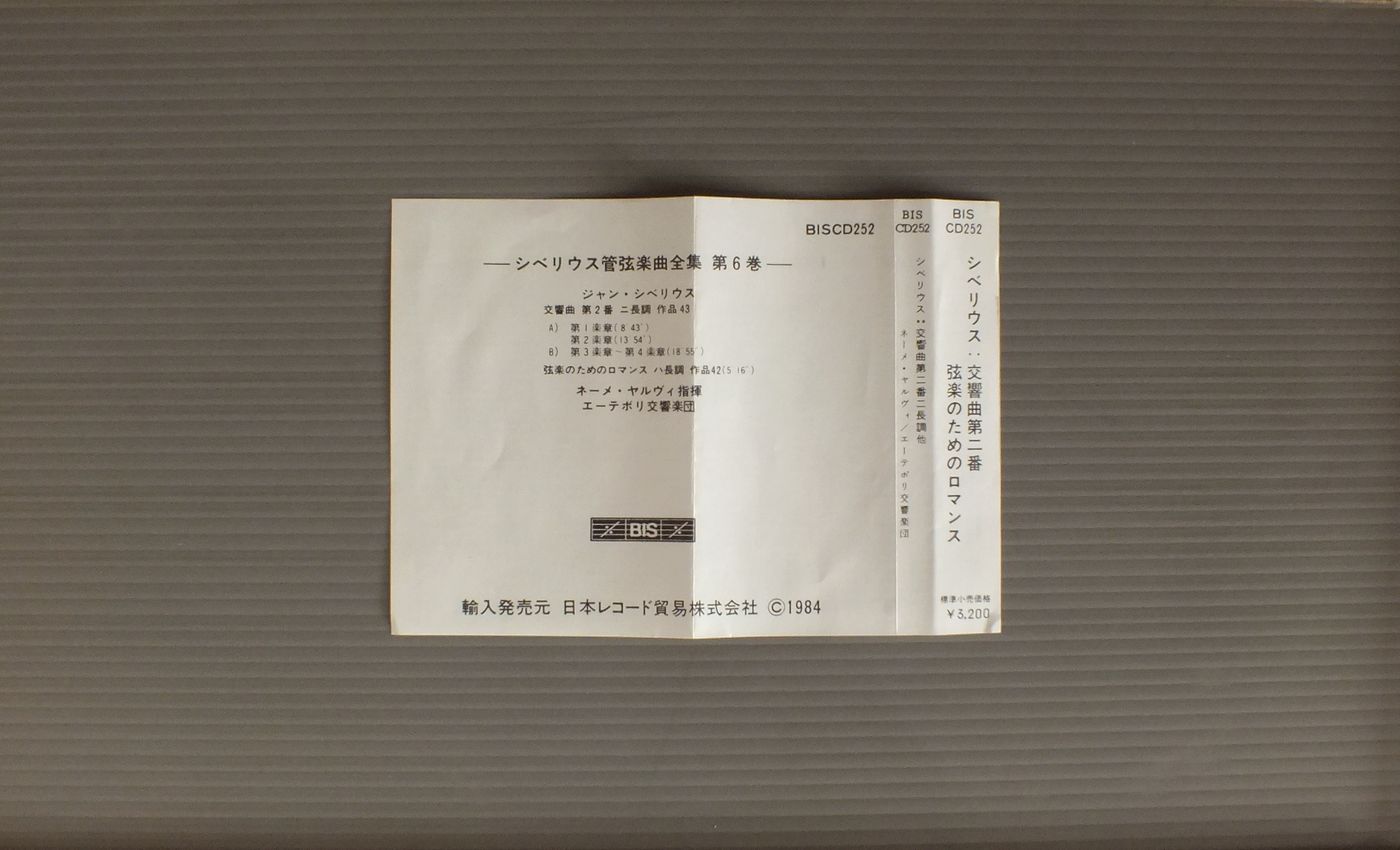 BISCD252
── シベリウス管弦楽曲全集 第6巻 ──
ジャン・シベリウス
交響曲 第2番 ニ長調 作品43
A) 第1楽章(8′43″)
第2楽章(13′54″)
B) 第3楽章~第4楽章(18′55″)
弦楽のためのロマンス ハ長調 作品42(5′16″)
ネーメ・ヤルヴィ指揮
エーテボリ交響楽団
BIS
輸入発売元 日本レコード貿易株式会社 ©1984
BIS
CD252
シベリウス:交響曲第二番ニ長調他
ネーメ・ヤルヴィ/エーテボリ交響楽団
BIS
CD252
シベリウス:交響曲第二番
弦楽のためのロマンス
標準小売価格
¥3,200